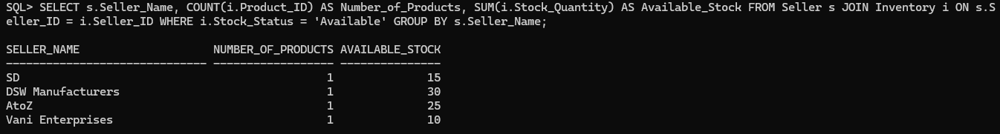 SQL> SELECT s.Seller_Name, COUNT(i.Product_ID) AS Number_of_Products, SUM(i.Stock_Quantity) AS Available_Stock FROM Seller s JOIN Inventory i ON s.S
eller_ID = i.Seller_ID WHERE i.Stock_Status = 'Available' GROUP BY s.Seller_Name;
SELLER_NAME                    NUMBER_OF_PRODUCTS AVAILABLE_STOCK
------------------------------ ------------------ ---------------
SD                                              1              15
DSW Manufacturers                               1              30
AtoZ                                            1              25
Vani Enterprises                                1              10